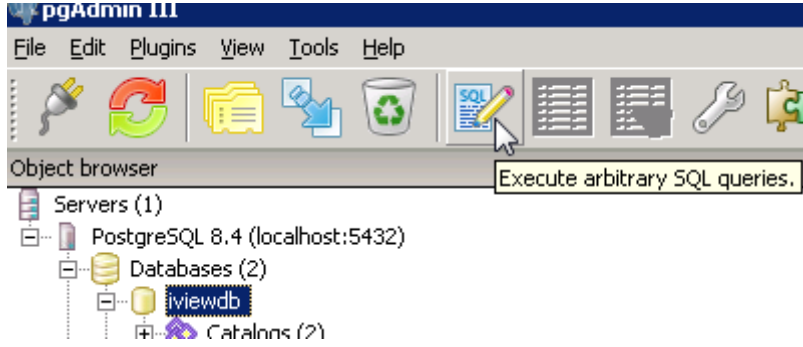 pgAdmin III
File Edit Plugins View Tools Help
SQL
Object browser
Execute arbitrary SQL queries.
Servers (1)
PostgreSQL 8.4 (localhost:5432)
Databases (2)
iviewdb
Catalogs (2)